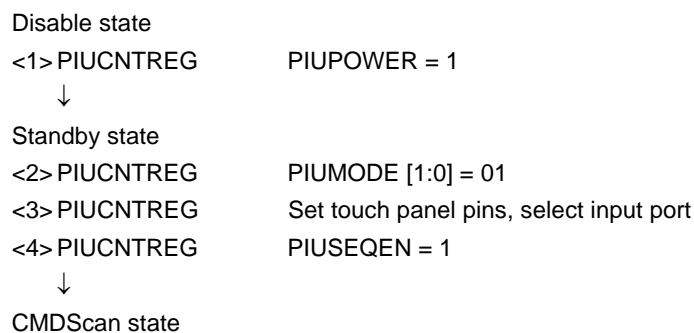 Disable state
<1> PIUCNTREG PIUPOWER = 1
↓
Standby state
<2> PIUCNTREG PIUMODE [1:0] = 01
<3> PIUCNTREG Set touch panel pins, select input port
<4> PIUCNTREG PIUSEQEN = 1
↓
CMDScan state